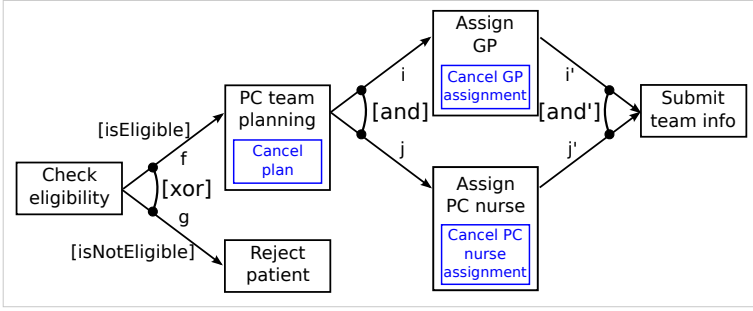 Check
eligibility
[isEligible]
f
[xor]
g
[isNotEligible]
PC team
planning
Cancel
plan
Reject
patient
i
[and]
j
Assign
GP
Cancel GP
assignment
Assign
PC nurse
Cancel PC
nurse
assignment
i'
[and']
j'
Submit
team info